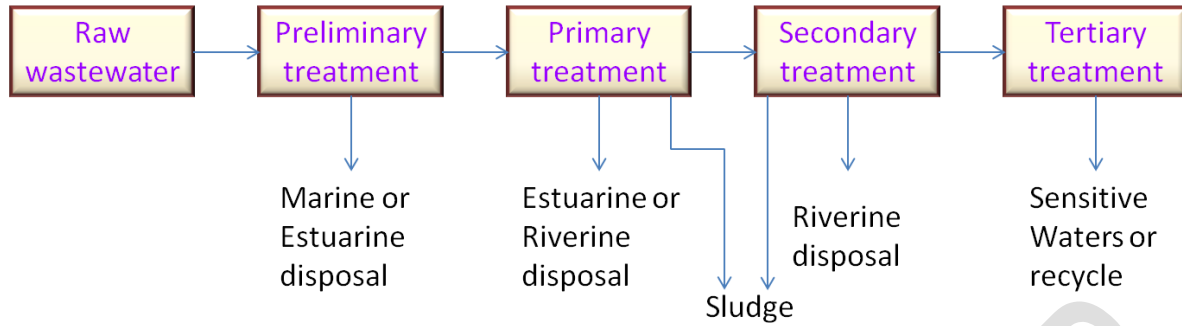 Raw
wastewater
Preliminary
treatment
Primary
treatment
Secondary
treatment
Tertiary
treatment
Marine or
Estuarine
disposal
Estuarine or
Riverine
disposal
Riverine
disposal
Sensitive
Waters or
recycle
Sludge